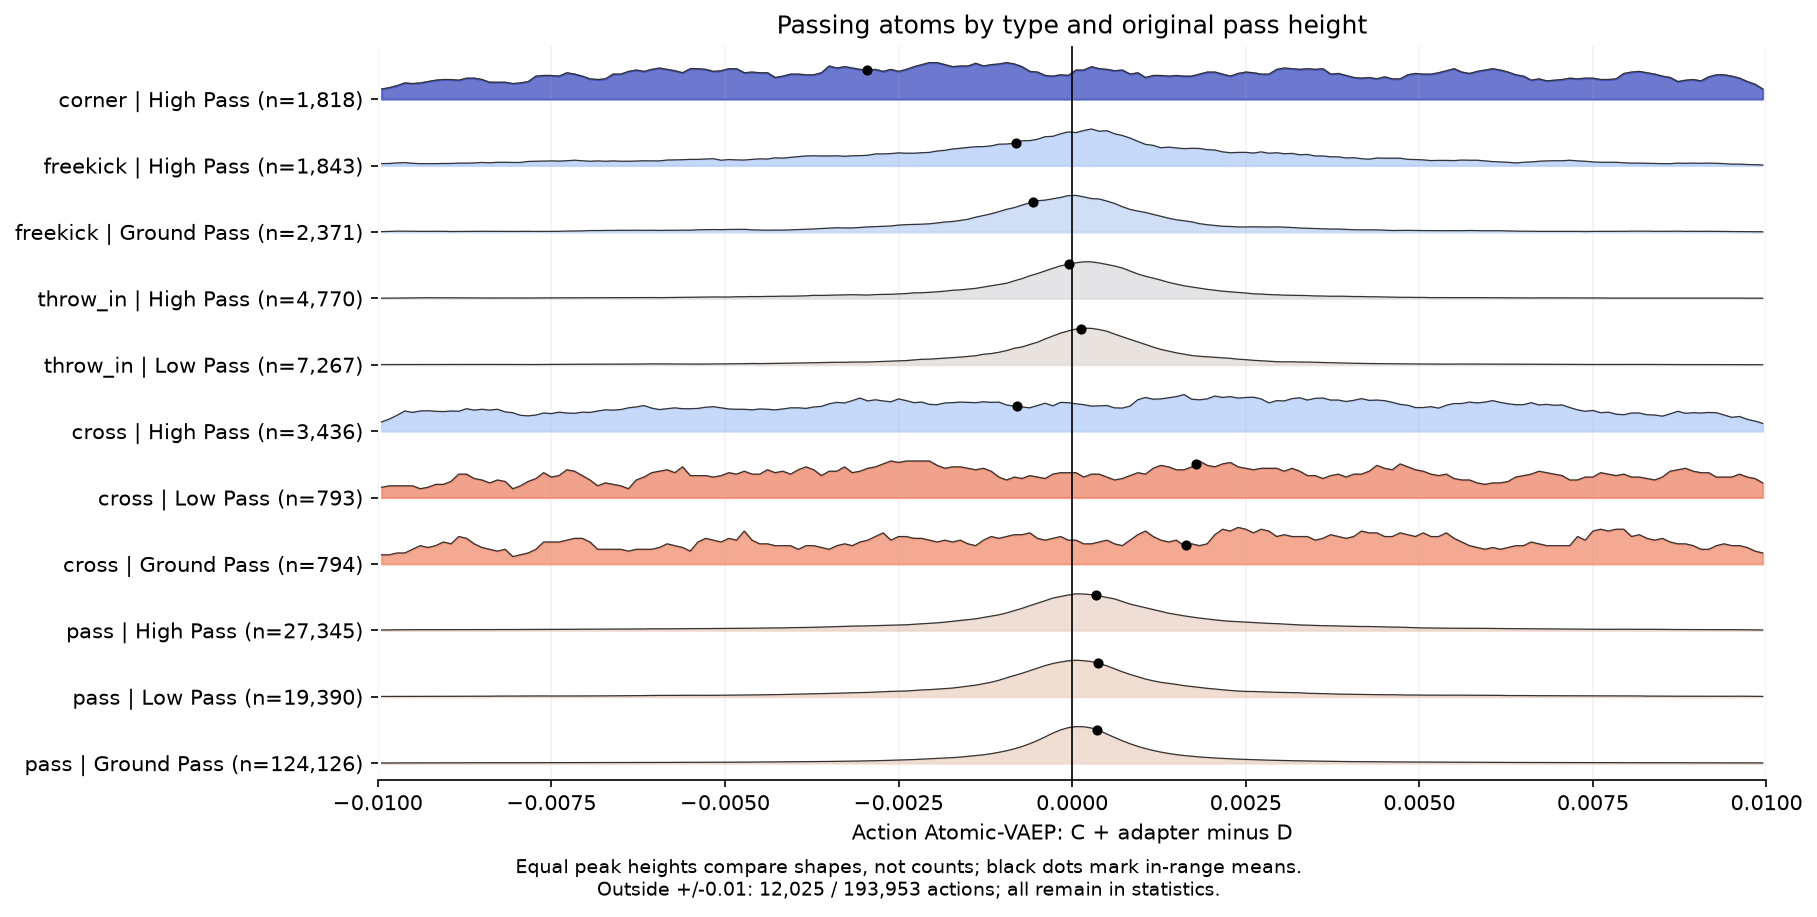 Passing atoms by type and original pass height
corner | High Pass (n=1,818)
freekick | High Pass (n=1,843)
freekick | Ground Pass (n=2,371)
throw_in | High Pass (n=4,770)
throw_in | Low Pass (n=7,267)
cross | High Pass (n=3,436)
cross | Low Pass (n=793)
cross | Ground Pass (n=794)
pass | High Pass (n=27,345)
pass | Low Pass (n=19,390)
pass | Ground Pass (n=124,126)
−0.0100 −0.0075 −0.0050 −0.0025 0.0000 0.0025 0.0050 0.0075 0.0100
Action Atomic-VAEP: C + adapter minus D
Equal peak heights compare shapes, not counts; black dots mark in-range means.
Outside +/-0.01: 12,025 / 193,953 actions; all remain in statistics.